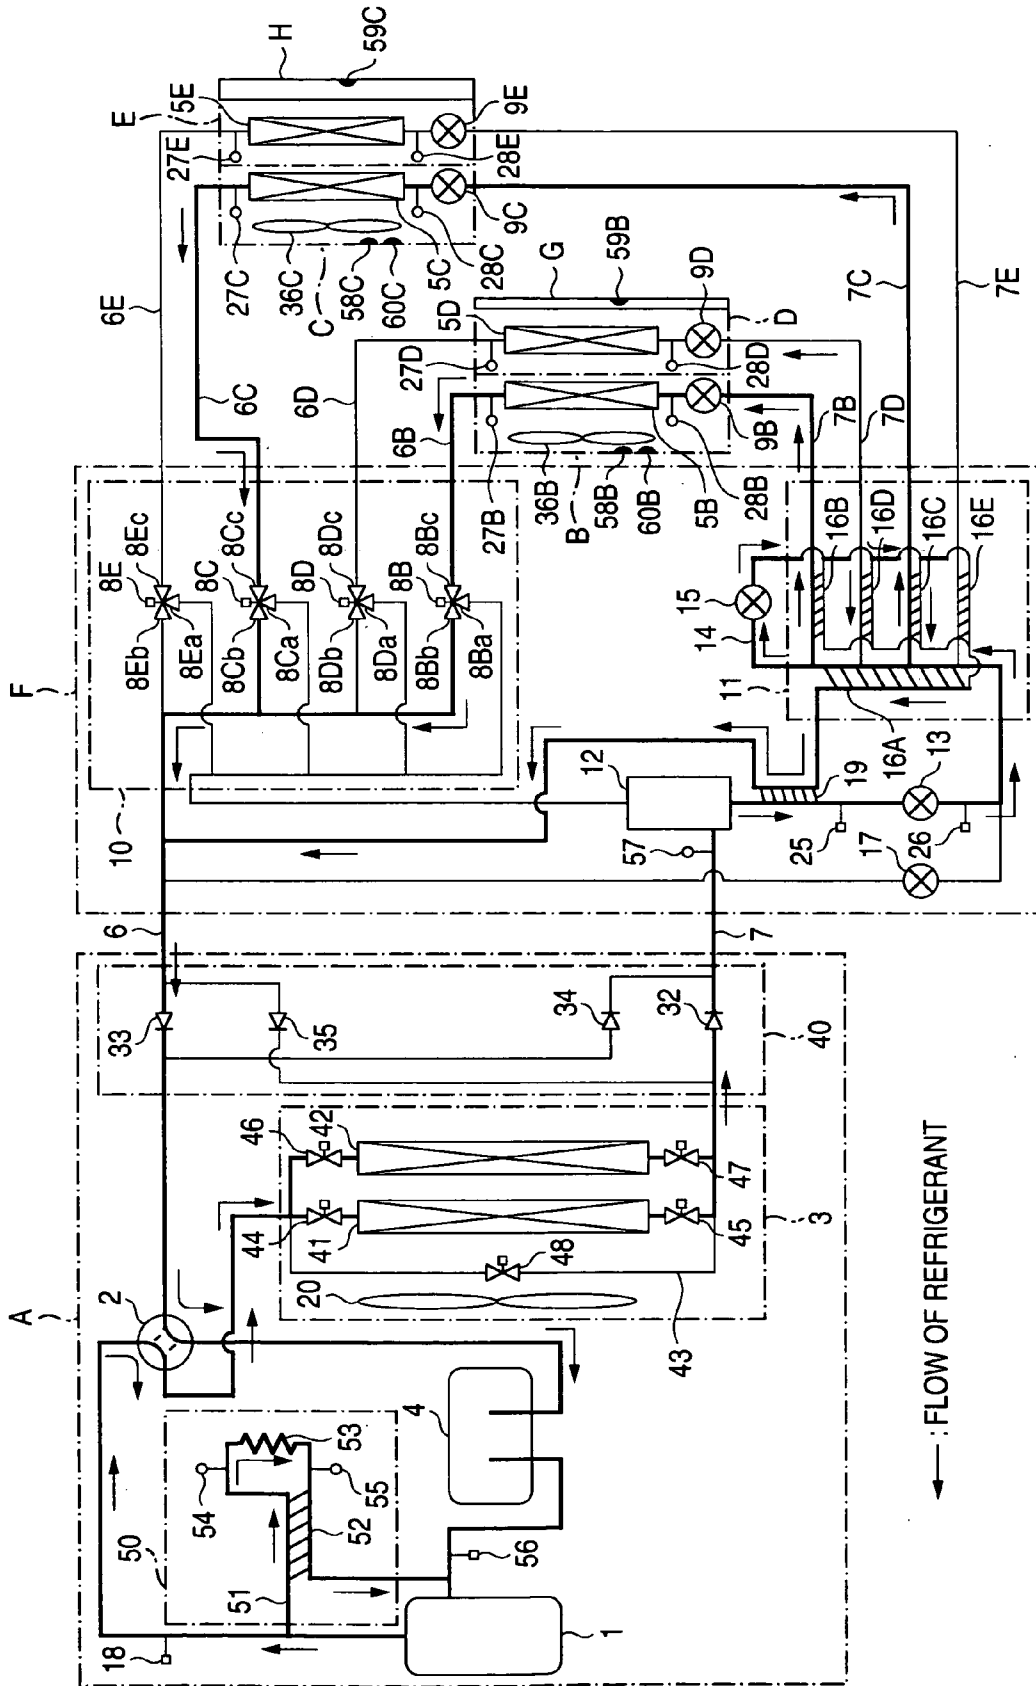 A
F
18
50
2
33
6
10
8Eb
8E
8Ec
8Ea
6E
27E
E
5E
H
59C
54
53
55
51
52
35
8Cb
8C
8Cc
8Ca
6C
27C
36C
C
58C
60C
5C
28C
28E
9C
9E
20
44
46
41
42
48
8Db
8D
8Dc
8Da
6D
27D
5D
G
59B
8Bb
8B
8Bc
8Ba
6B
27B
36B
B
58B
60B
5B
28B
9B
28D
9D
D
4
56
1
43
45
47
3
34
32
40
7
57
12
11
14
15
16B
16D
16C
16E
16A
19
13
25
26
17
7B
7D
7C
7E
: FLOW OF REFRIGERANT